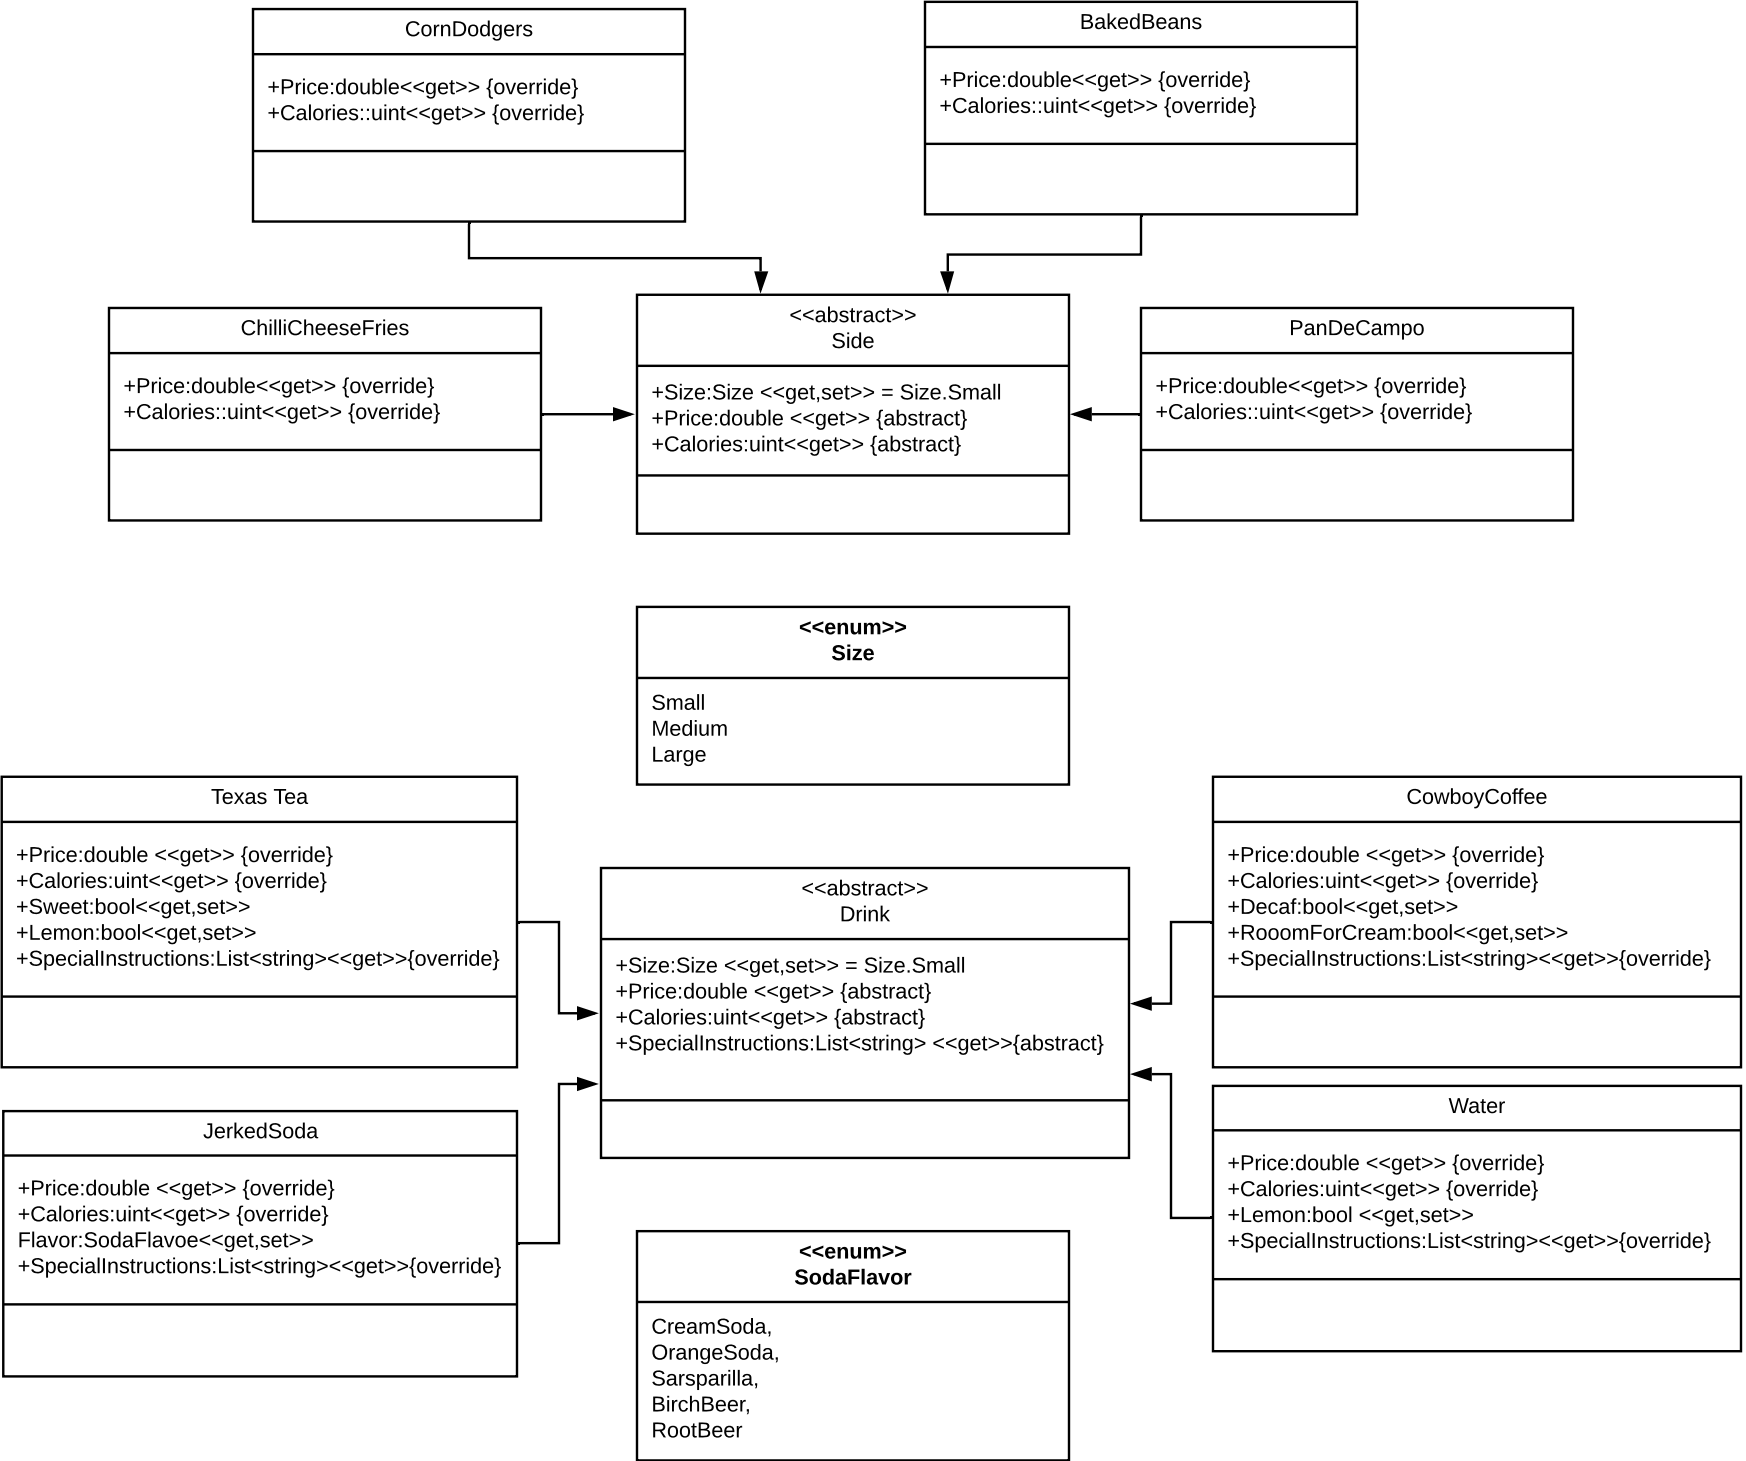 CornDodgers
+Price:double<<get>> {override}
+Calories::uint<<get>> {override}
BakedBeans
+Price:double<<get>> {override}
+Calories::uint<<get>> {override}
ChilliCheeseFries
+Price:double<<get>> {override}
+Calories::uint<<get>> {override}
<<abstract>>
Side
+Size:Size <<get,set>> = Size.Small
+Price:double <<get>> {abstract}
+Calories:uint<<get>> {abstract}
PanDeCampo
+Price:double<<get>> {override}
+Calories::uint<<get>> {override}
<<enum>>
Size
Small
Medium
Large
Texas Tea
+Price:double <<get>> {override}
+Calories:uint<<get>> {override}
+Sweet:bool<<get,set>>
+Lemon:bool<<get,set>>
+SpecialInstructions:List<string><<get>>{override}
<<abstract>>
Drink
+Size:Size <<get,set>> = Size.Small
+Price:double <<get>> {abstract}
+Calories:uint<<get>> {abstract}
+SpecialInstructions:List<string> <<get>>{abstract}
CowboyCoffee
+Price:double <<get>> {override}
+Calories:uint<<get>> {override}
+Decaf:bool<<get,set>>
+RooomForCream:bool<<get,set>>
+SpecialInstructions:List<string><<get>>{override}
JerkedSoda
+Price:double <<get>> {override}
+Calories:uint<<get>> {override}
Flavor:SodaFlavoe<<get,set>>
+SpecialInstructions:List<string><<get>>{override}
Water
+Price:double <<get>> {override}
+Calories:uint<<get>> {override}
+Lemon:bool <<get,set>>
+SpecialInstructions:List<string><<get>>{override}
<<enum>>
SodaFlavor
CreamSoda,
OrangeSoda,
Sarsparilla,
BirchBeer,
RootBeer